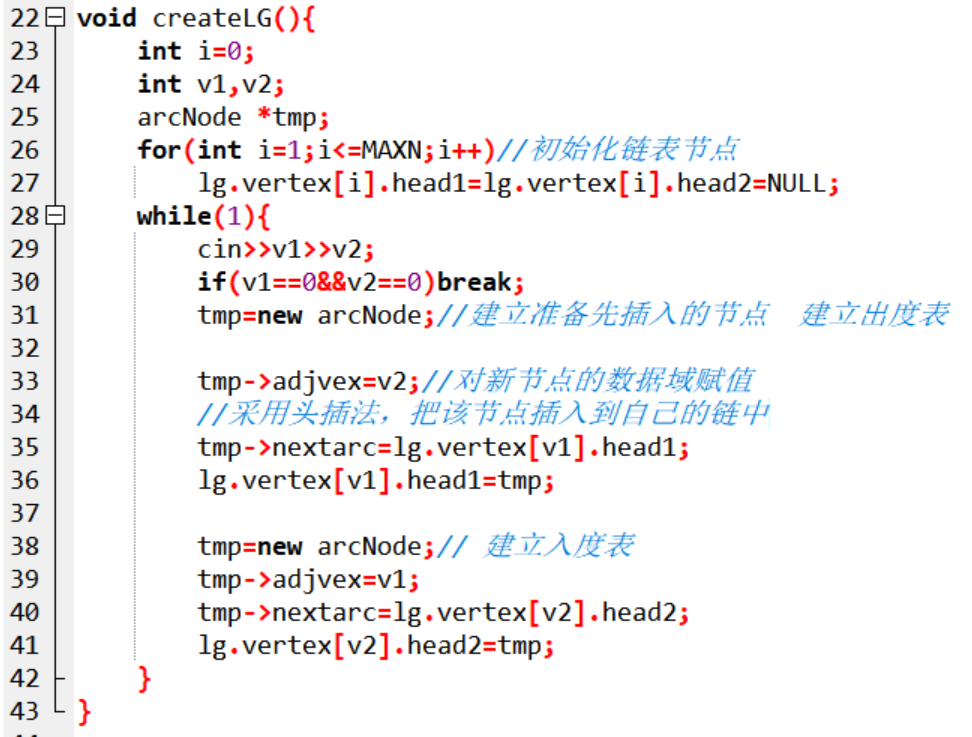 22 void createLG(){
23 int i=0;
24 int v1,v2;
25 arcNode *tmp;
26 for(int i=1;i<=MAXN;i++)//初始化链表节点
27 lg.vertex[i].head1=lg.vertex[i].head2=NULL;
28 while(1){
29 cin>>v1>>v2;
30 if(v1==0&&v2==0)break;
31 tmp=new arcNode;//建立准备先插入的节点 建立出度表
32
33 tmp->adjvex=v2;//对新节点的数据域赋值
34 //采用头插法，把该节点插入到自己的链中
35 tmp->nextarc=lg.vertex[v1].head1;
36 lg.vertex[v1].head1=tmp;
37
38 tmp=new arcNode;// 建立入度表
39 tmp->adjvex=v1;
40 tmp->nextarc=lg.vertex[v2].head2;
41 lg.vertex[v2].head2=tmp;
42 }
43 }